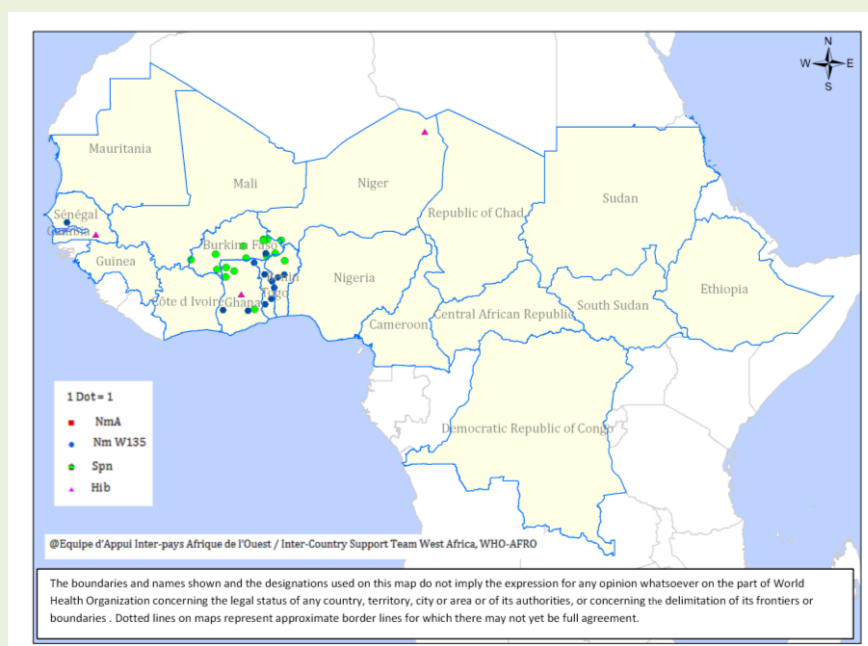 N
W E
S
Mauritania
Mali
Niger
Sudan
Republic of Chad
Sénégal
Gambia
Burkina Faso
Guinea
Nigeria
Benin
Togo
Côte d Ivoire
Ghana
Ethiopia
South Sudan
Central African Republic
Cameroon
Democratic Republic of Congo
1 Dot = 1
NmA
Nm W135
Spn
Hib
@Equipe d'Appui Inter-pays Afrique de l'Ouest / Inter-Country Support Team West Africa, WHO-AFRO
The boundaries and names shown and the designations used on this map do not imply the expression for any opinion whatsoever on the part of World
Health Organization concerning the legal status of any country, territory, city or area or of its authorities, or concerning the delimitation of its frontiers or
boundaries . Dotted lines on maps represent approximate border lines for which there may not yet be full agreement.